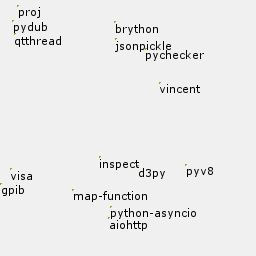 proj
pydub
brython
qtthread
jsonpickle
pychecker
vincent
inspect
d3py
pyv8
visa
gpib
map-function
python-asyncio
aiohttp